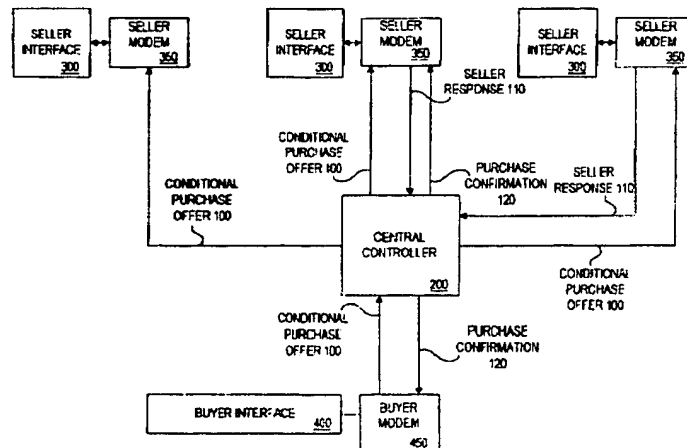 SELLER
INTERFACE
300
SELLER
MODEM
350
SELLER
INTERFACE
300
SELLER
MODEM
350
SELLER
INTERFACE
300
SELLER
MODEM
350
SELLER
RESPONSE 110
CONDITIONAL
PURCHASE
OFFER 100
CONDITIONAL
PURCHASE
OFFER 100
PURCHASE
CONFIRMATION
120
SELLER
RESPONSE 110
CENTRAL
CONTROLLER
200
CONDITIONAL
PURCHASE
OFFER 100
CONDITIONAL
PURCHASE
OFFER 100
PURCHASE
CONFIRMATION
120
BUYER INTERFACE
400
BUYER
MODEM
450